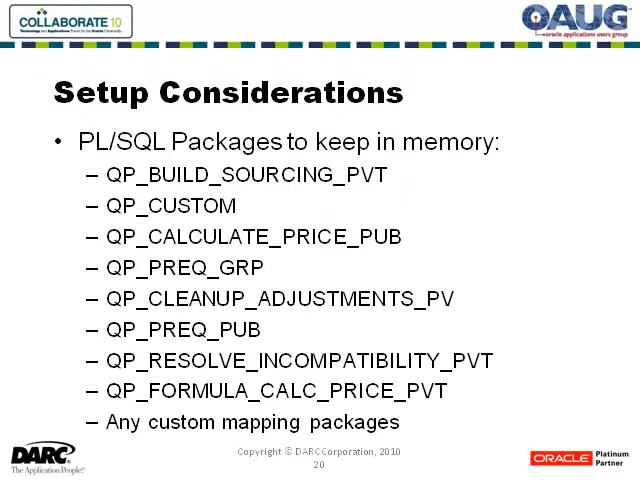 COLLABORATE 10
Technology and Applications Forum for the Oracle Community
OAUG
oracle applications users group
Setup Considerations
• PL/SQL Packages to keep in memory:
– QP_BUILD_SOURCING_PVT
– QP_CUSTOM
– QP_CALCULATE_PRICE_PUB
– QP_PREQ_GRP
– QP_CLEANUP_ADJUSTMENTS_PV
– QP_PREQ_PUB
– QP_RESOLVE_INCOMPATIBILITY_PVT
– QP_FORMULA_CALC_PRICE_PVT
– Any custom mapping packages
DARC
The Application People!
Copyright © DARCCorporation, 2010
20
ORACLE Platinum
Partner